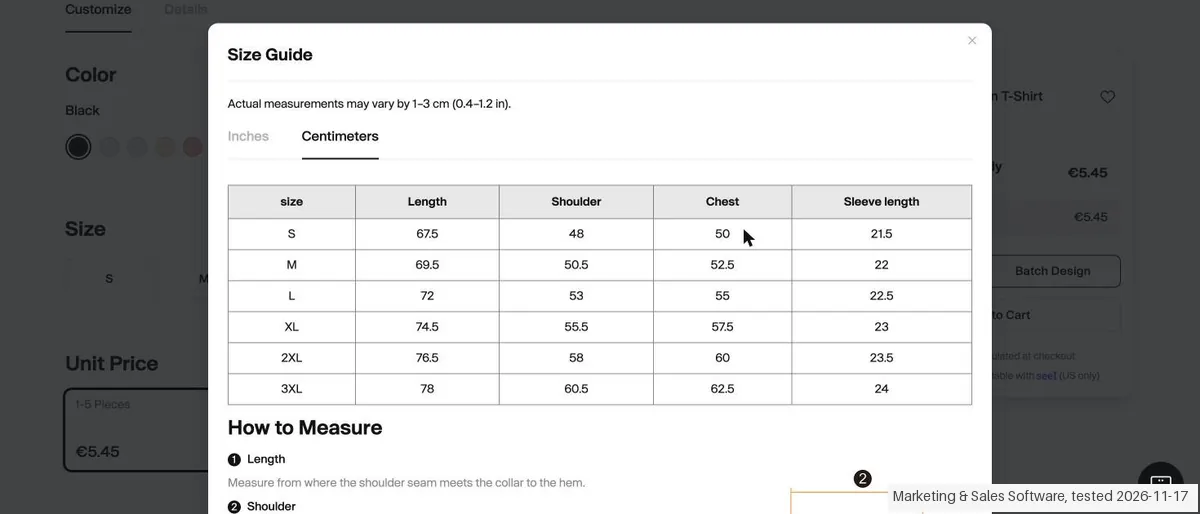 Customize Details
Size Guide
Color
Black
Actual measurements may vary by 1–3 cm (0.4–1.2 in).
Inches Centimeters
size Length Shoulder Chest Sleeve length
S 67.5 48 50 21.5
M 69.5 50.5 52.5 22
L 72 53 55 22.5
XL 74.5 55.5 57.5 23
2XL 76.5 58 60 23.5
3XL 78 60.5 62.5 24
How to Measure
1 Length
Measure from where the shoulder seam meets the collar to the hem.
2 Shoulder
2
Size
S M
Unit Price
1-5 Pieces
€5.45
T-Shirt
€5.45
€5.45
Batch Design
to Cart
at checkout
with seel (US only)
Marketing & Sales Software, tested 2026-11-17